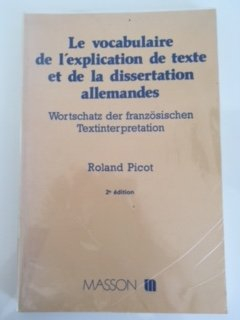 Le vocabulaire
de l'explication de texte
et de la dissertation
allemandes
Wortschatz der französischen
Textinterpretation
Roland Picot
2e édition
MASSON